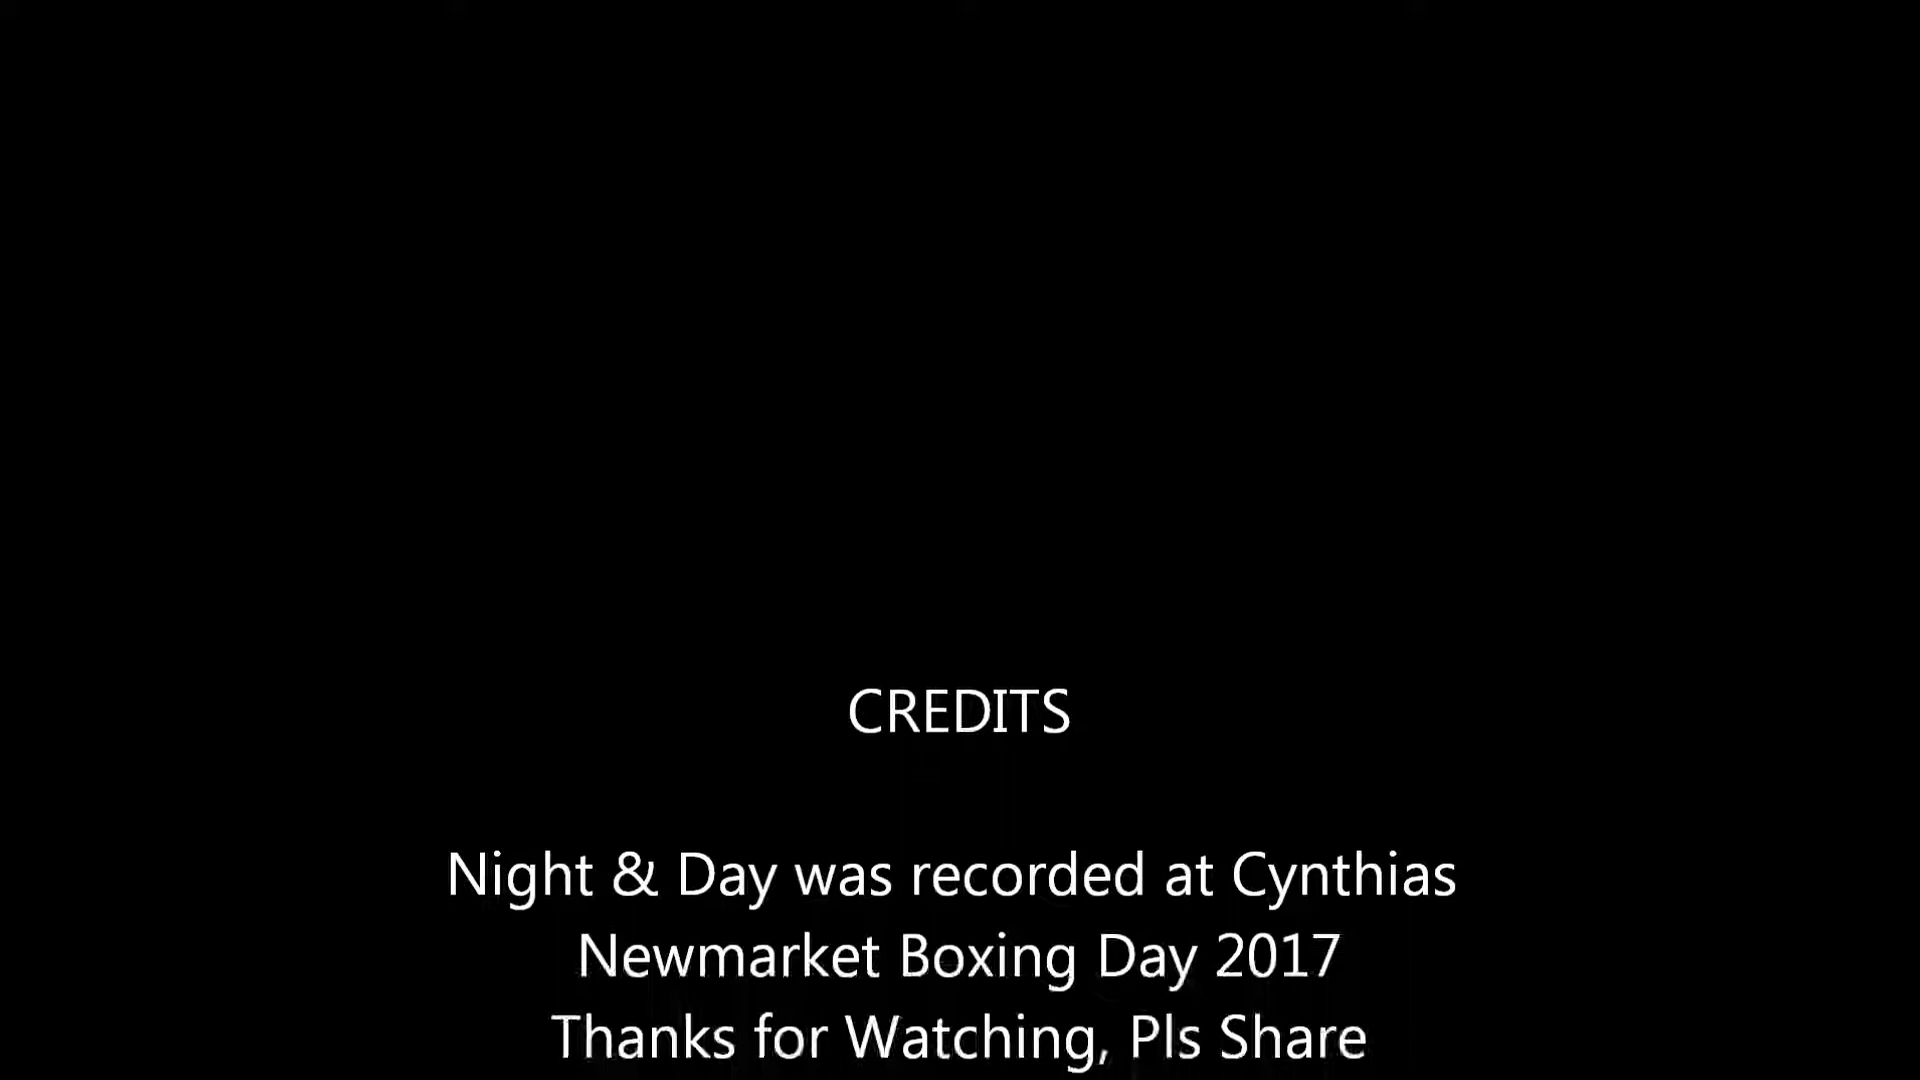 CREDITS
Night & Day was recorded at Cynthias
Newmarket Boxing Day 2017
Thanks for Watching, Pls Share